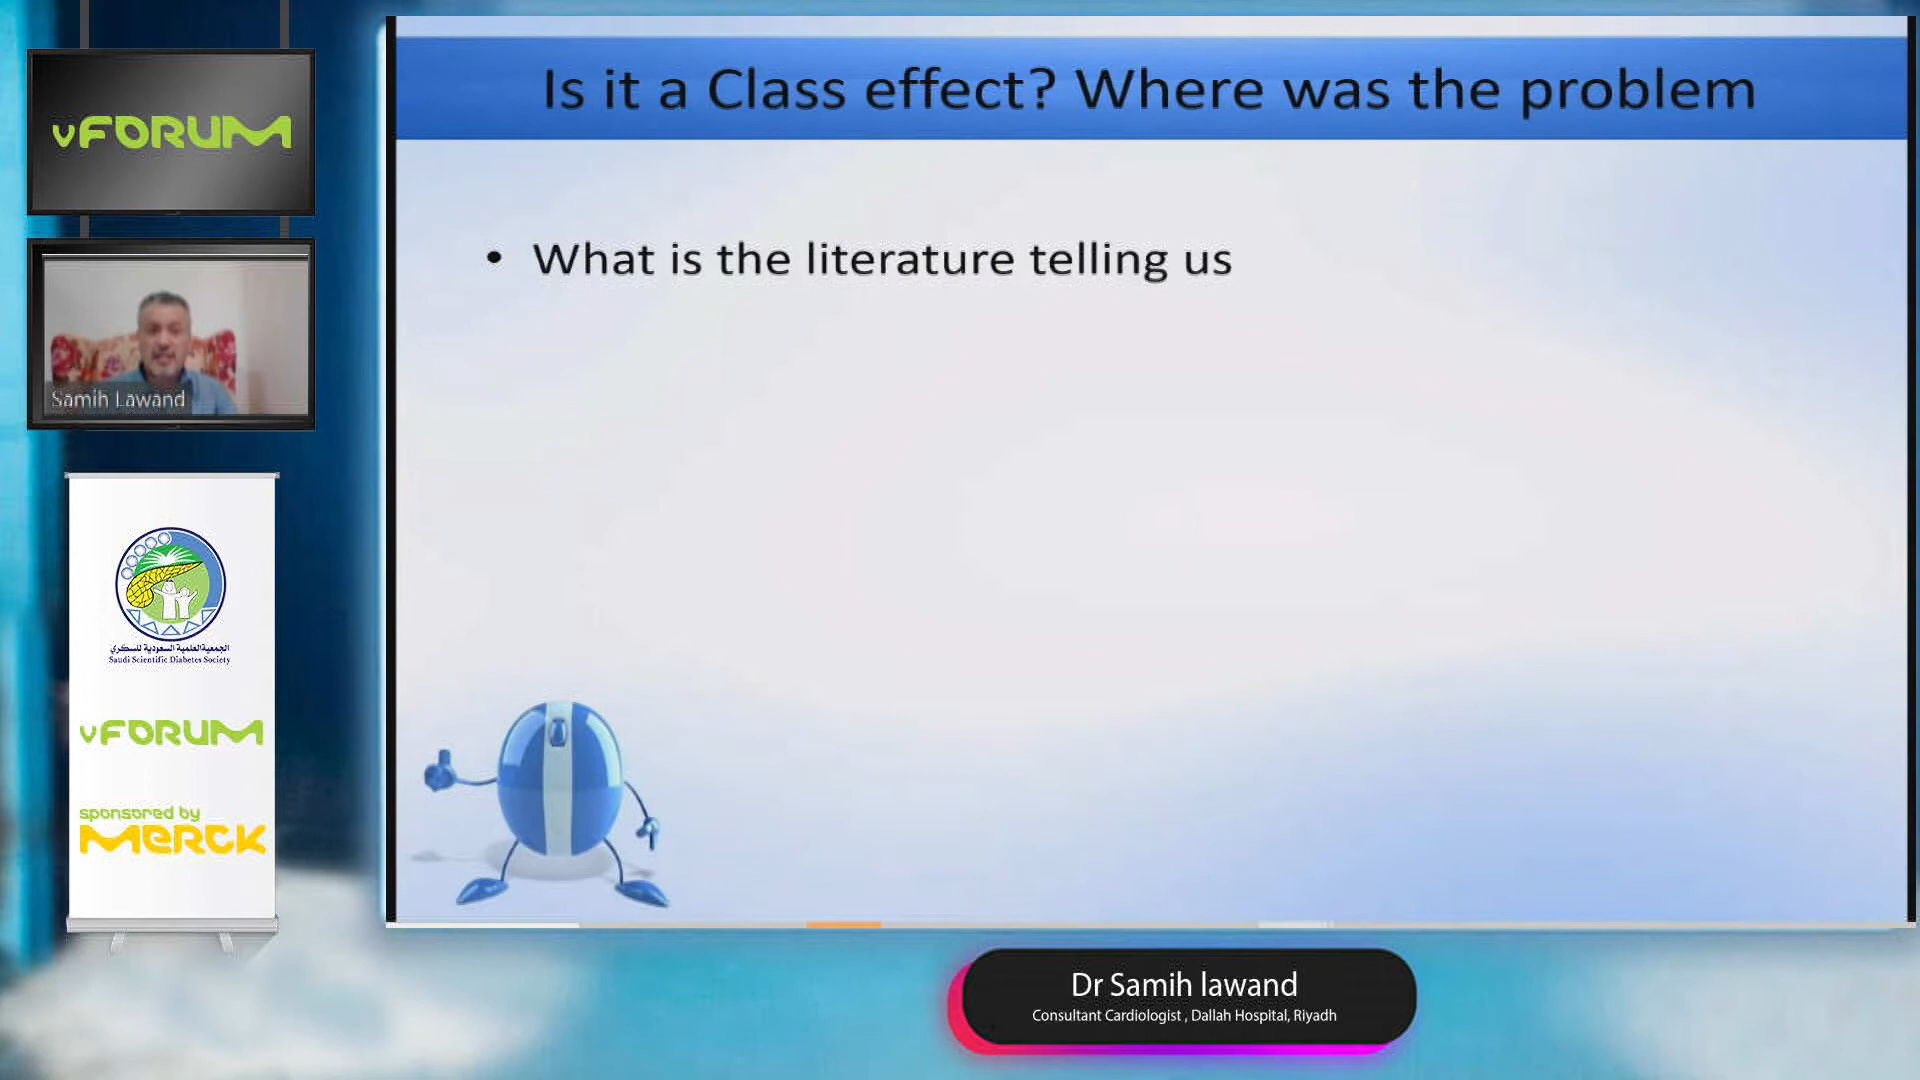 vFORUM
Samih Lawand
الجمعية العلمية السعودية للسكري
Saudi Scientific Diabetes Society
vFORUM
sponsored by
MERCK
Is it a Class effect? Where was the problem
• What is the literature telling us
Dr Samih lawand
Consultant Cardiologist , Dallah Hospital, Riyadh